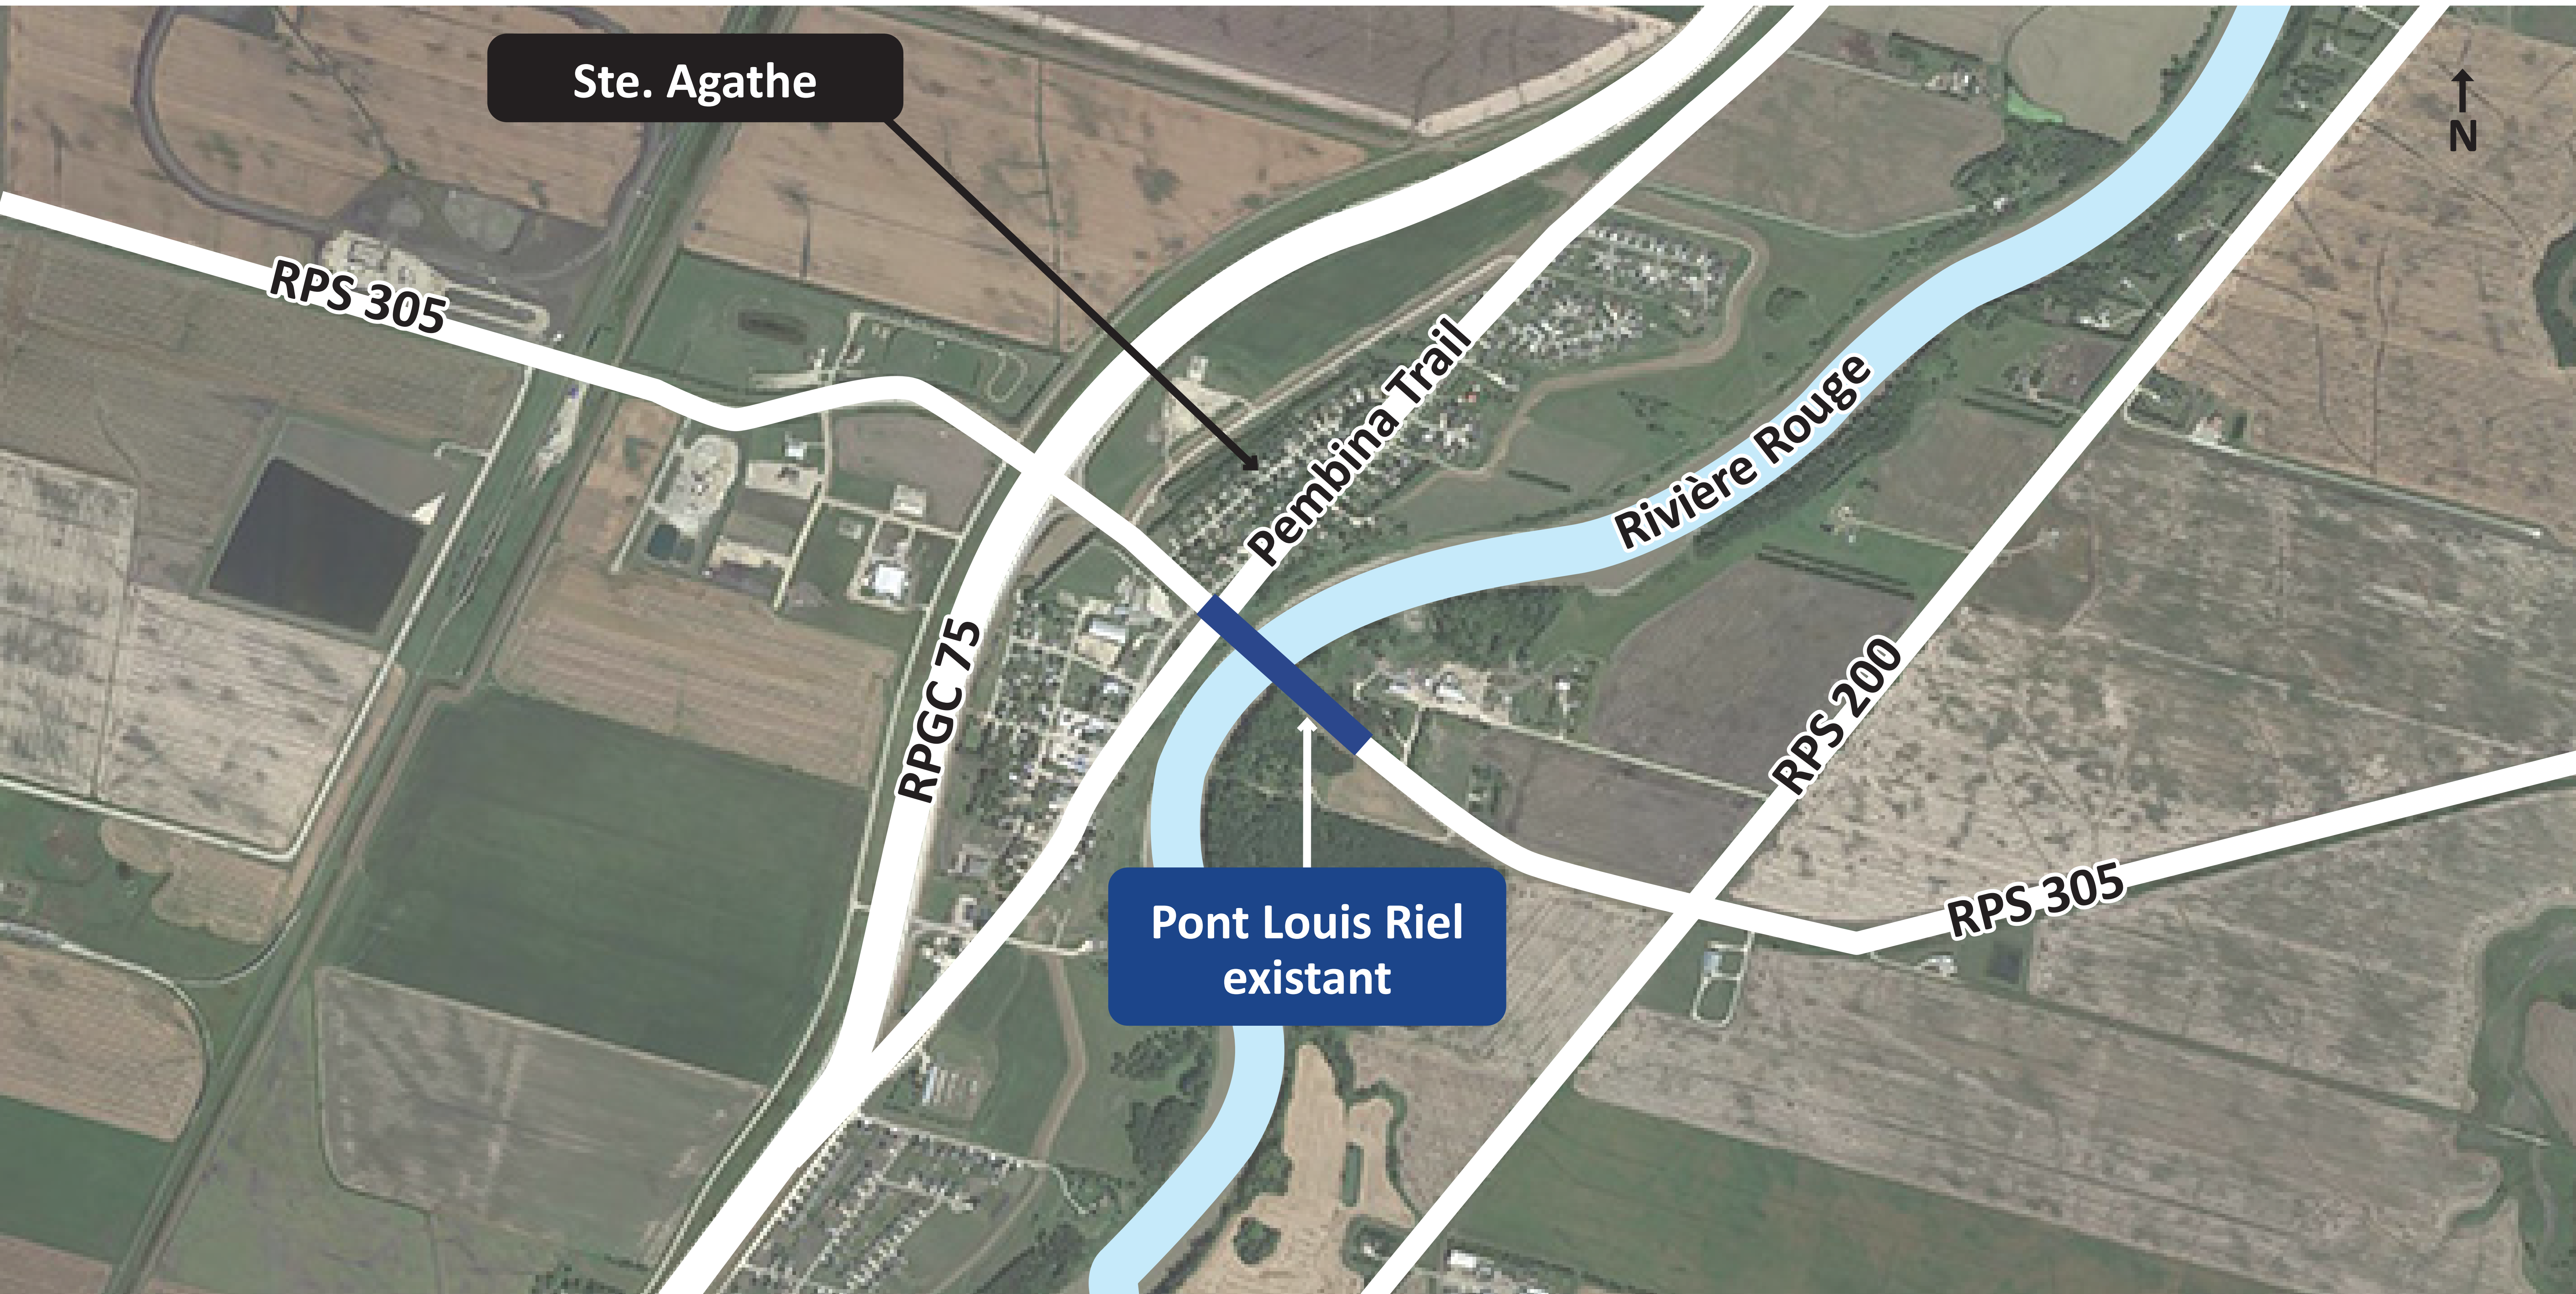 Ste. Agathe
N
RPS 305
Pembina Trail
Rivière Rouge
RPGC 75
RPS 200
Pont Louis Riel
existant
RPS 305